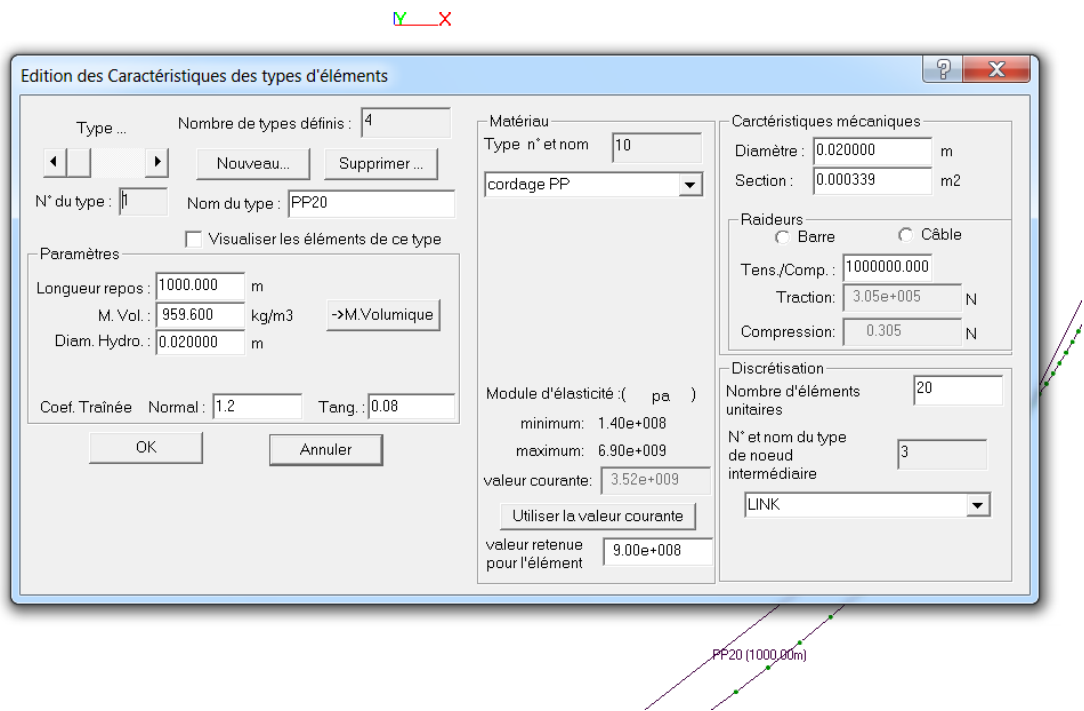 Y X
Edition des Caractéristiques des types d'éléments
Type ...
Nombre de types définis : 4
Nouveau...
Supprimer ...
N° du type : 1
Nom du type : PP20
Visualiser les éléments de ce type
Paramètres
Longueur repos : 1000.000 m
M. Vol. : 959.600 kg/m3
->M.Volumique
Diam. Hydro. : 0.020000 m
Coef. Traînée Normal : 1.2 Tang. : 0.08
OK
Annuler
Matériau
Type n° et nom 10
cordage PP
Module d'élasticité :( pa )
minimum: 1.40e+008
maximum: 6.90e+009
valeur courante: 3.52e+009
Utiliser la valeur courante
valeur retenue
pour l'élément
9.00e+008
Carctéristiques mécaniques
Diamètre : 0.020000 m
Section : 0.000339 m2
Raideurs
Barre
Câble
Tens./Comp. : 1000000.000
Traction: 3.05e+005 N
Compression: 0.305 N
Discrétisation
Nombre d'éléments
unitaires
20
N° et nom du type
de noeud
intermédiaire
3
LINK
PP20 (1000.00m)